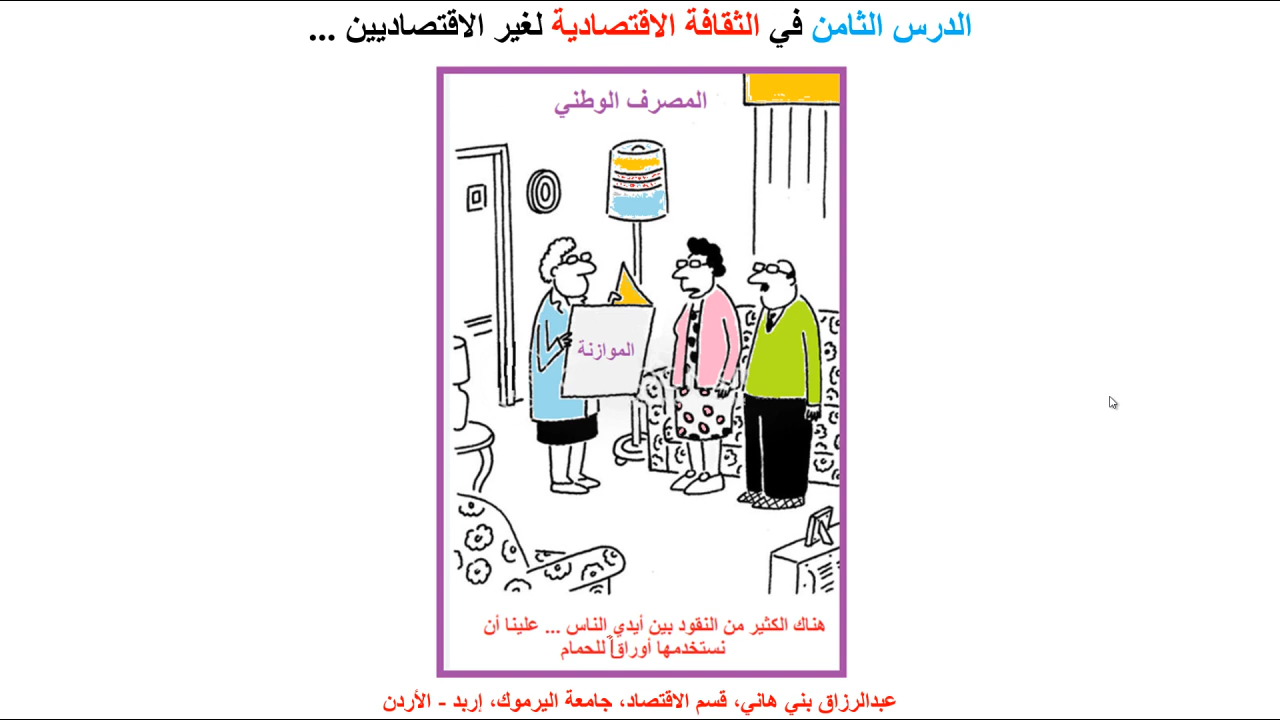 الدرس الثامن في الثقافة الاقتصادية لغير الاقتصاديين ...
المصرف الوطني
الموازنة
هناك الكثير من النقود بين أيدي الناس ... علينا أن
نستخدمها أوراقاً للحمام
عبدالرزاق بني هاني، قسم الاقتصاد، جامعة اليرموك، إربد - الأردن